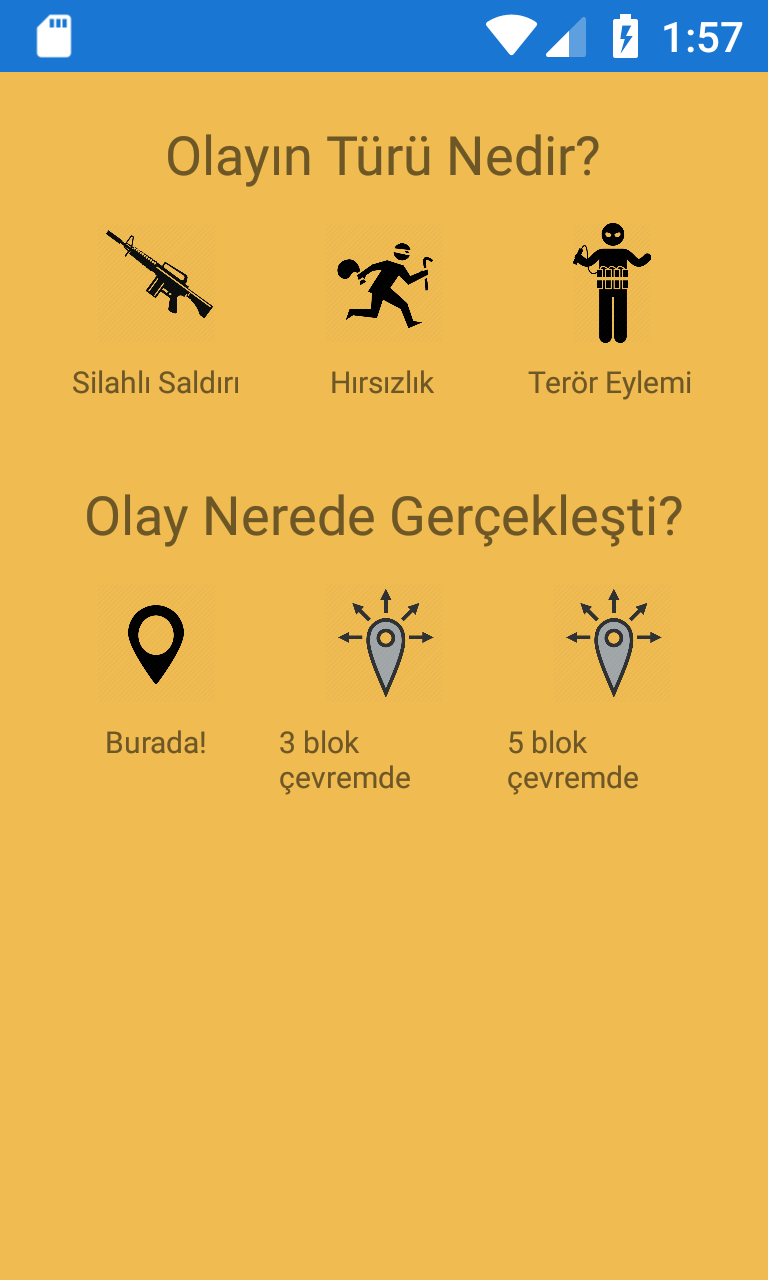 1:57
Olayın Türü Nedir?
Silahlı Saldırı
Hırsızlık
Terör Eylemi
Olay Nerede Gerçekleşti?
Burada!
3 blok
çevremde
5 blok
çevremde